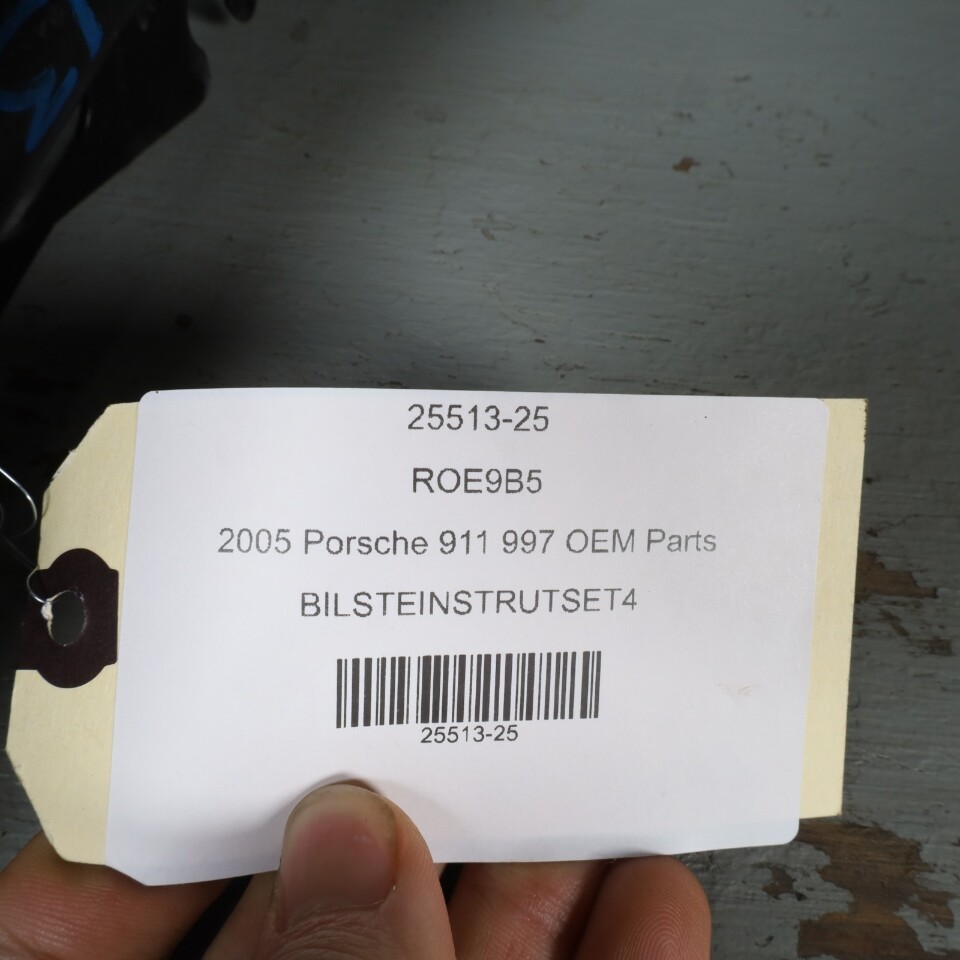 25513-25
ROE9B5
2005 Porsche 911 997 OEM Parts
BILSTEINSTRUTSET4
25513-25